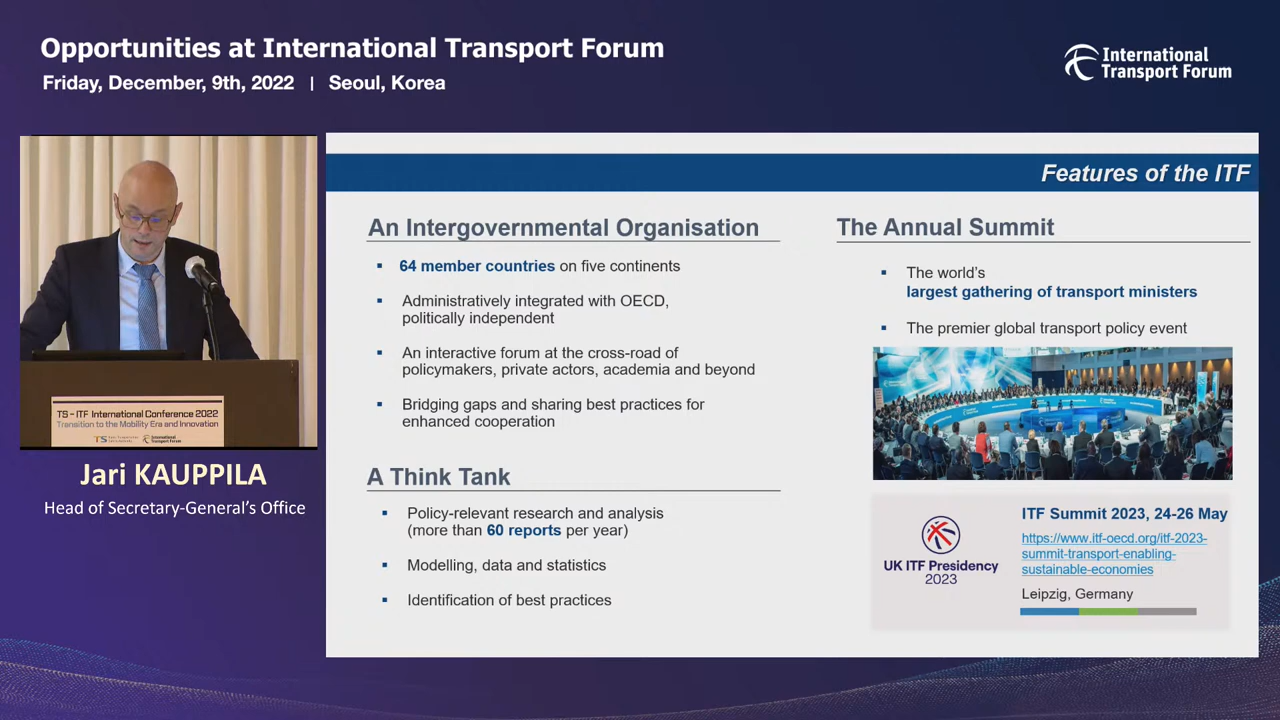 Opportunities at International Transport Forum
Friday, December, 9th, 2022 | Seoul, Korea
International
Transport Forum
TS – ITF International Conference 2022
Transition to the Mobility Era and Innovation
TS
International
Transport Forum
Jari KAUPPILA
Head of Secretary-General's Office
Features of the ITF
An Intergovernmental Organisation
▪ 64 member countries on five continents
▪ Administratively integrated with OECD,
politically independent
▪ An interactive forum at the cross-road of
policymakers, private actors, academia and beyond
▪ Bridging gaps and sharing best practices for
enhanced cooperation
A Think Tank
▪ Policy-relevant research and analysis
(more than 60 reports per year)
▪ Modelling, data and statistics
▪ Identification of best practices
The Annual Summit
▪ The world's
largest gathering of transport ministers
▪ The premier global transport policy event
UK ITF Presidency
2023
ITF Summit 2023, 24-26 May
https://www.itf-oecd.org/itf-2023-
summit-transport-enabling-
sustainable-economies
Leipzig, Germany